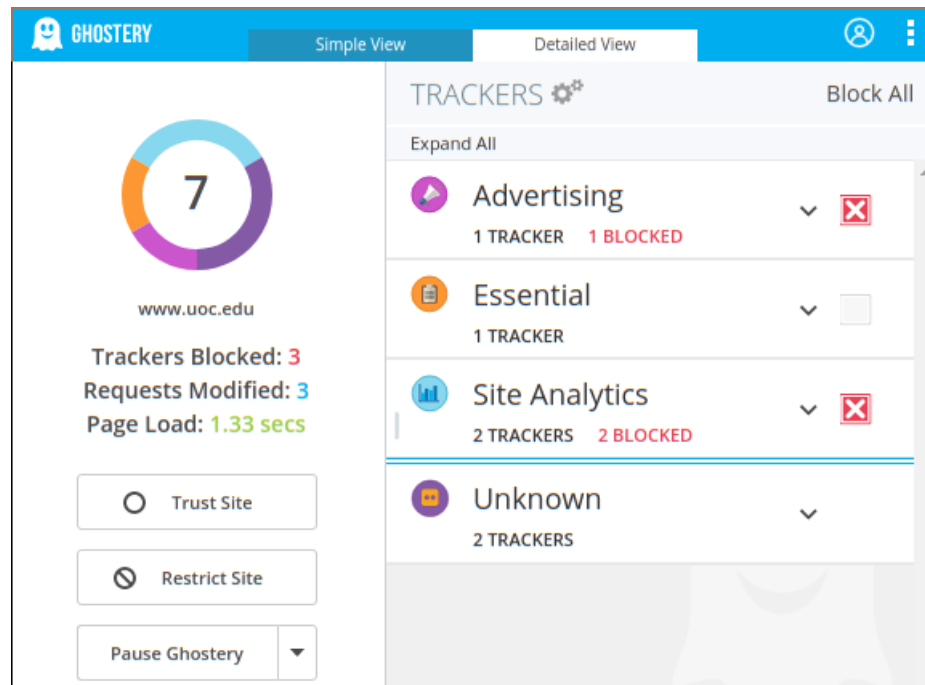 GHOSTERY
Simple View
Detailed View
7
www.uoc.edu
Trackers Blocked: 3
Requests Modified: 3
Page Load: 1.33 secs
Trust Site
Restrict Site
Pause Ghostery
TRACKERS
Block All
Expand All
Advertising
1 TRACKER 1 BLOCKED
Essential
1 TRACKER
Site Analytics
2 TRACKERS 2 BLOCKED
Unknown
2 TRACKERS